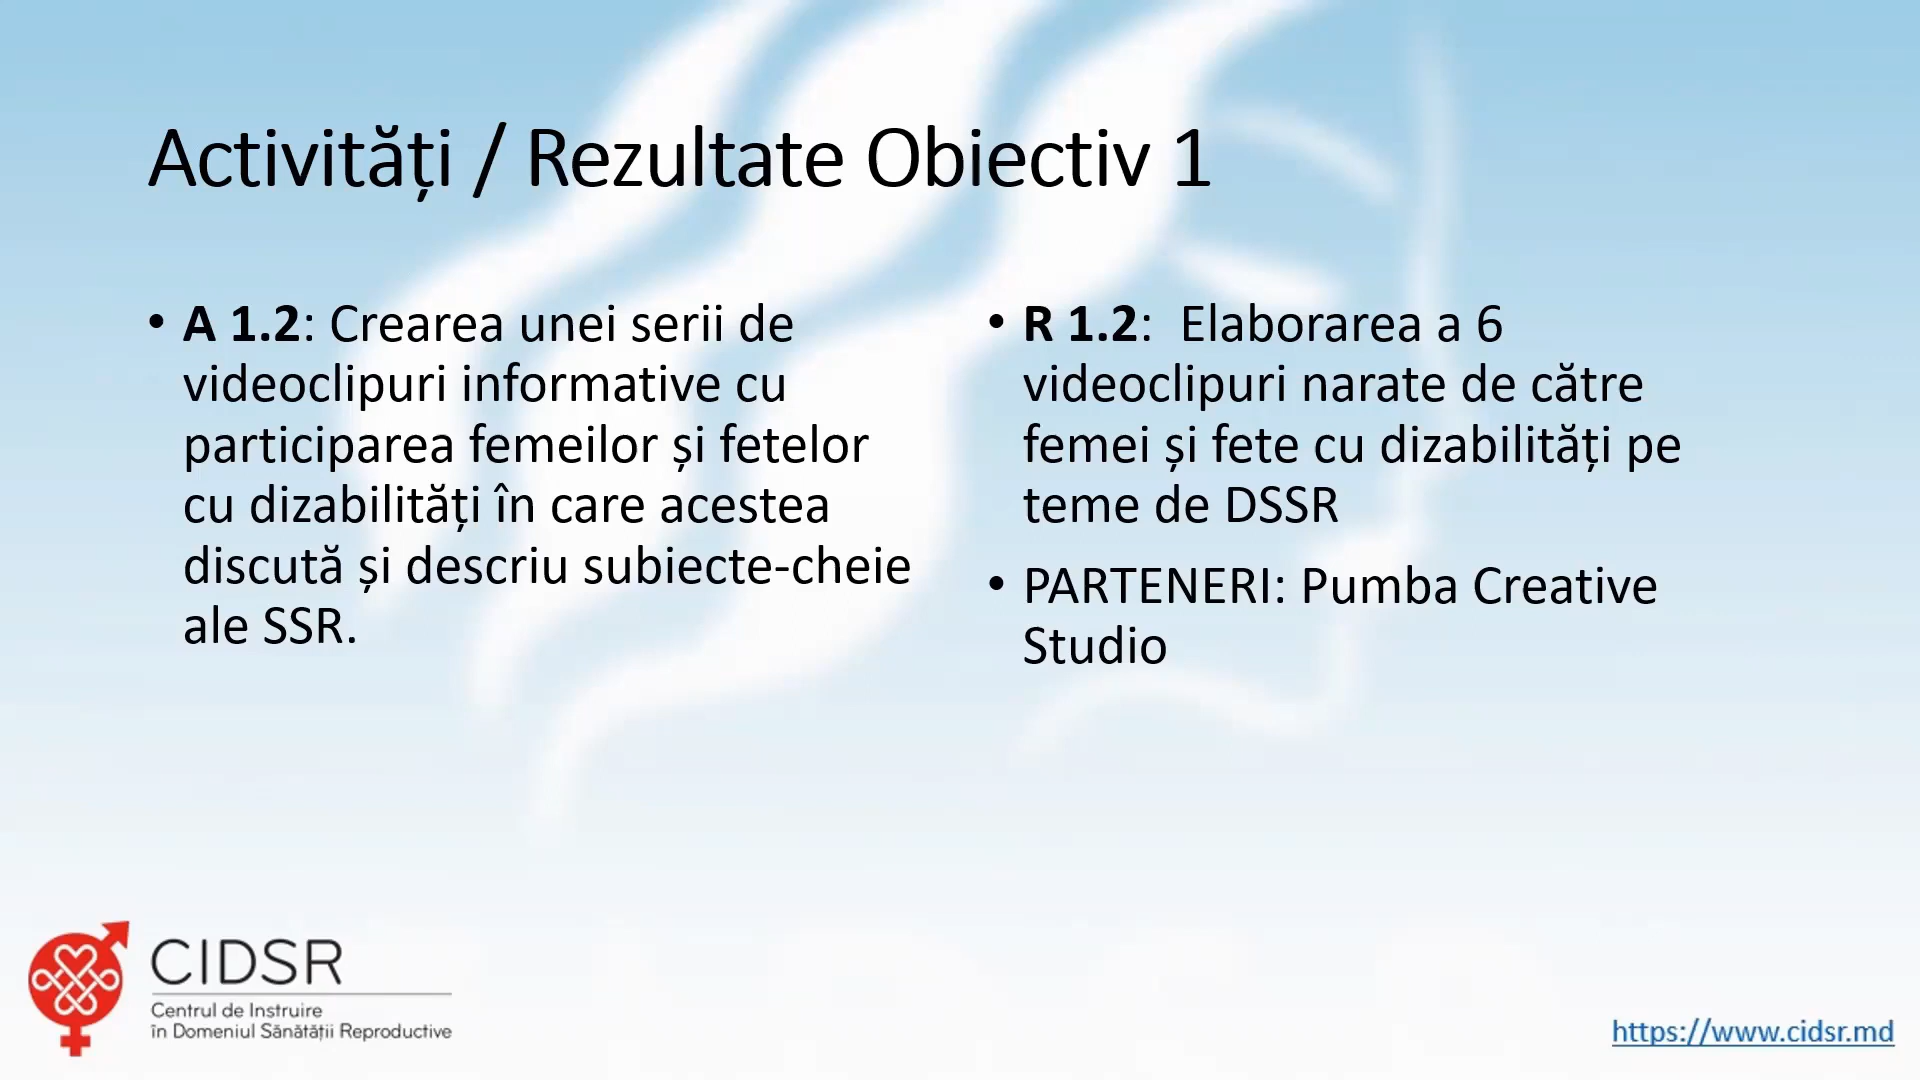 Activități / Rezultate Obiectiv 1
• A 1.2: Crearea unei serii de
videoclipuri informative cu
participarea femeilor și fetelor
cu dizabilități în care acestea
discută și descriu subiecte-cheie
ale SSR.
• R 1.2:  Elaborarea a 6
videoclipuri narate de către
femei și fete cu dizabilități pe
teme de DSSR
• PARTENERI: Pumba Creative
Studio
CIDSR
Centrul de Instruire
în Domeniul Sănătății Reproductive
https://www.cidsr.md